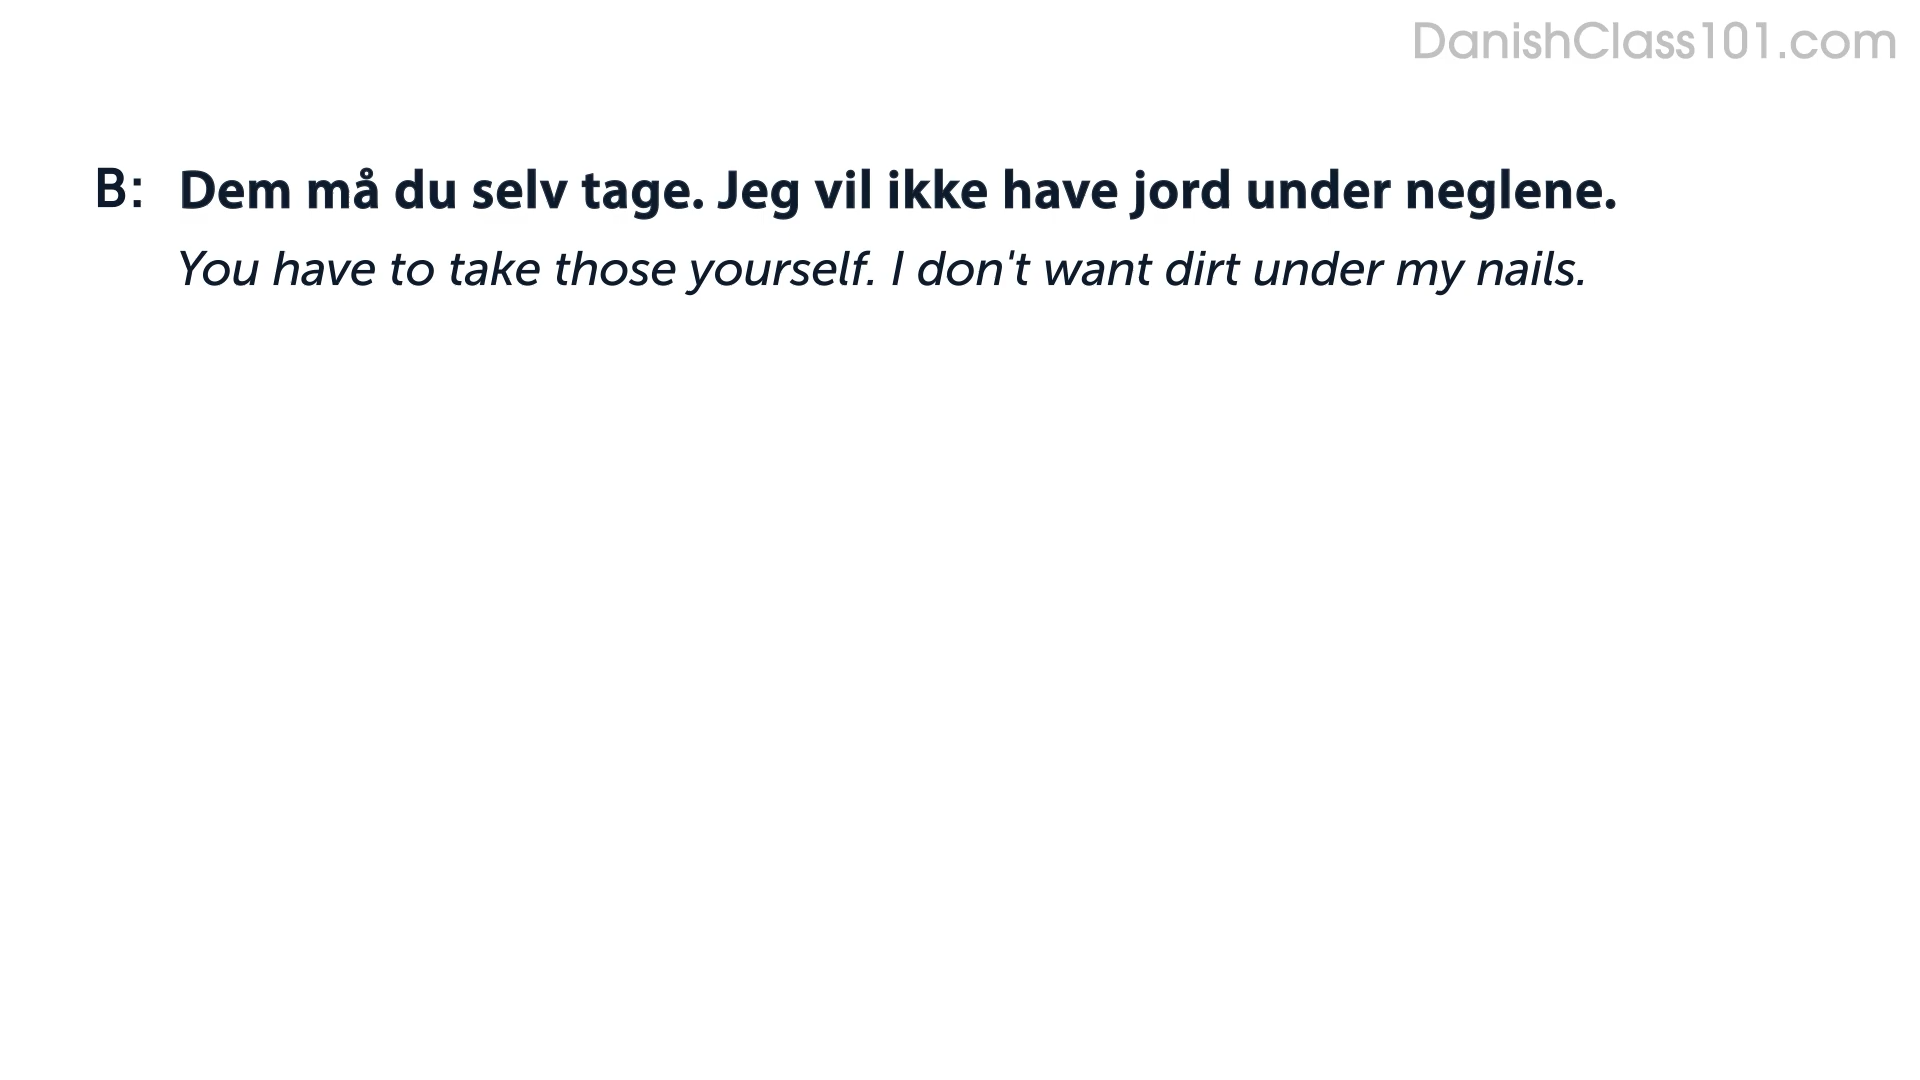 DanishClass101.com
B: Dem må du selv tage. Jeg vil ikke have jord under neglene.
You have to take those yourself. I don't want dirt under my nails.